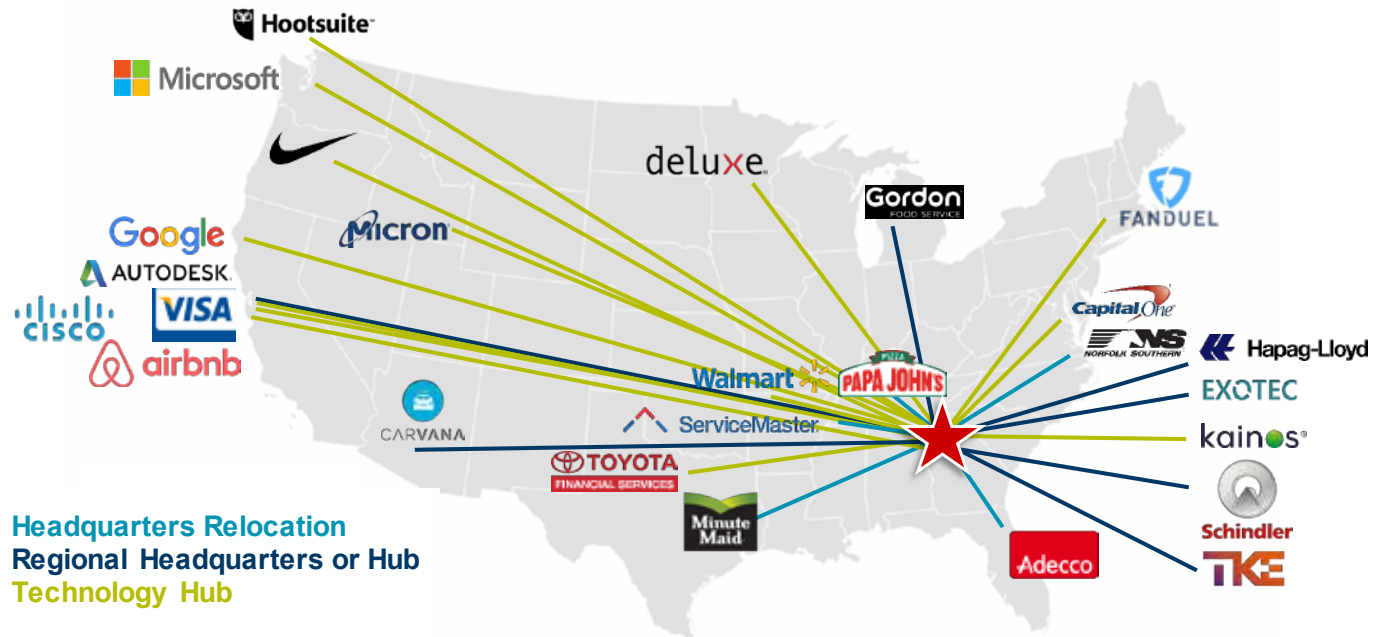 Hootsuite™
Microsoft
deluxe.
Gordon
FOOD SERVICE
FANDUEL
Google
Micron
AUTODESK.
CISCO
VISA
airbnb
Capital One
NS
NORFOLK SOUTHERN
Hapag-Lloyd
EXOTEC
kainos®
Walmart
PIZZA
PAPA JOHN'S
CARVANA
ServiceMaster
TOYOTA
FINANCIAL SERVICES
Minute
Maid
Adecco
Schindler
TKE
Headquarters Relocation
Regional Headquarters or Hub
Technology Hub